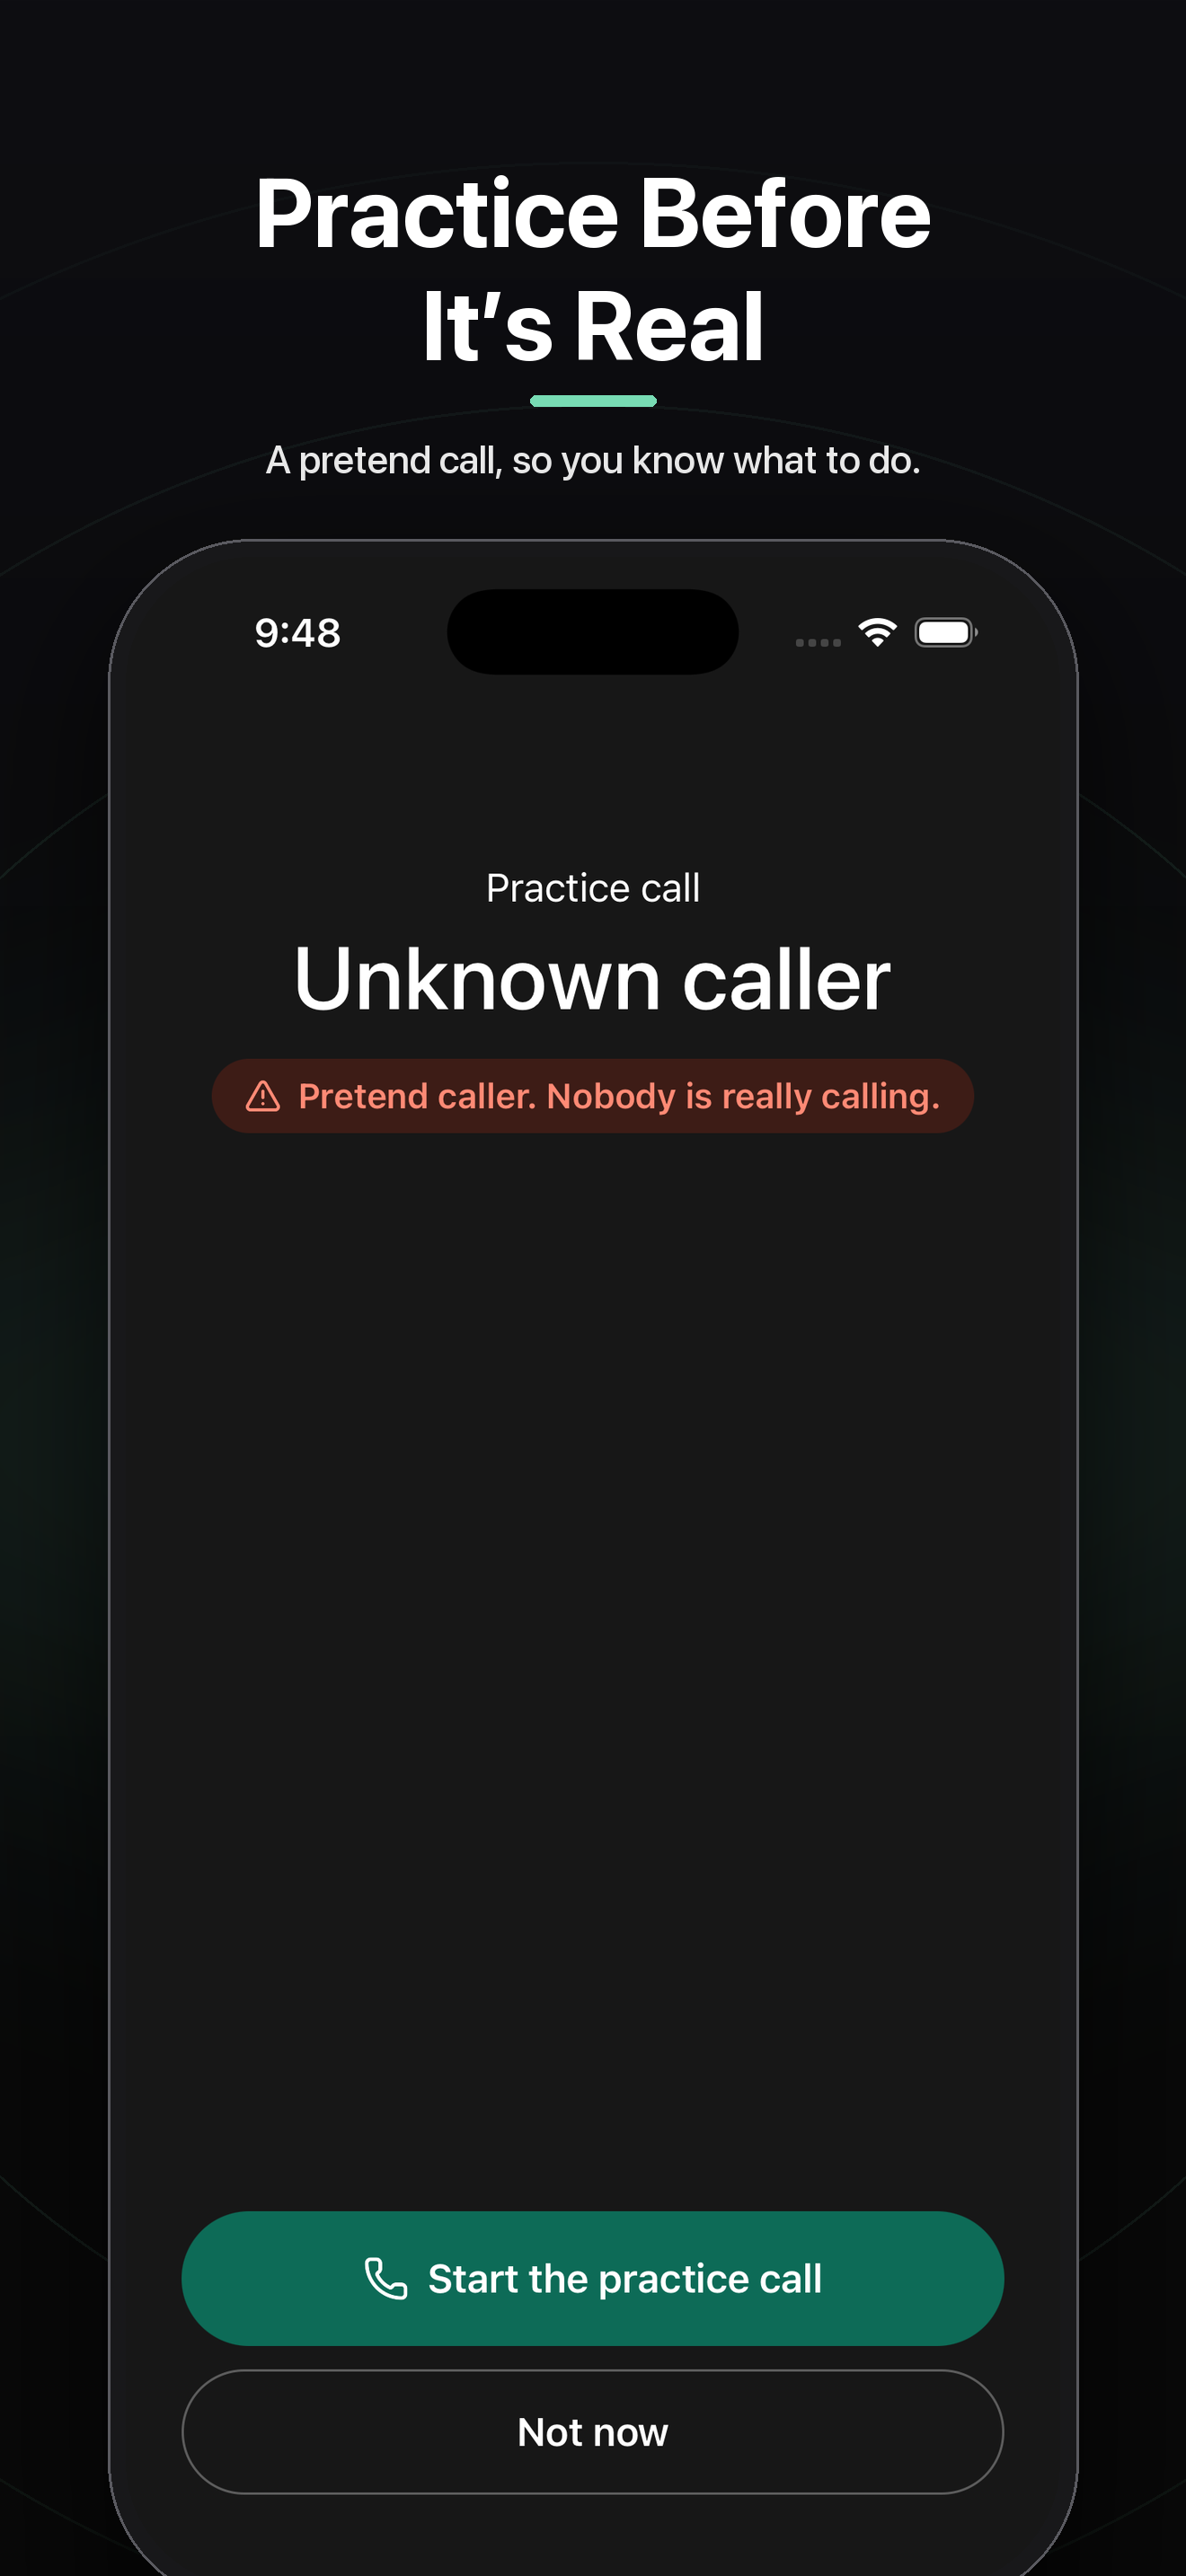 Practice Before
It's Real
A pretend call, so you know what to do.
9:48
Practice call
Unknown caller
Pretend caller. Nobody is really calling.
Start the practice call
Not now